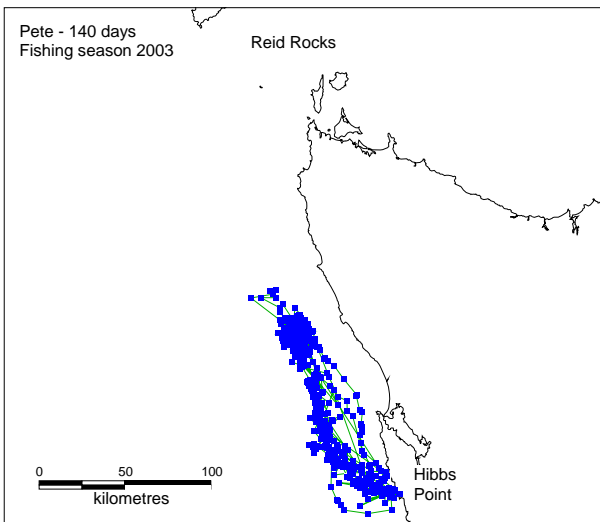 Pete - 140 days
Fishing season 2003
Reid Rocks
Hibbs
Point
0 50 100
kilometres